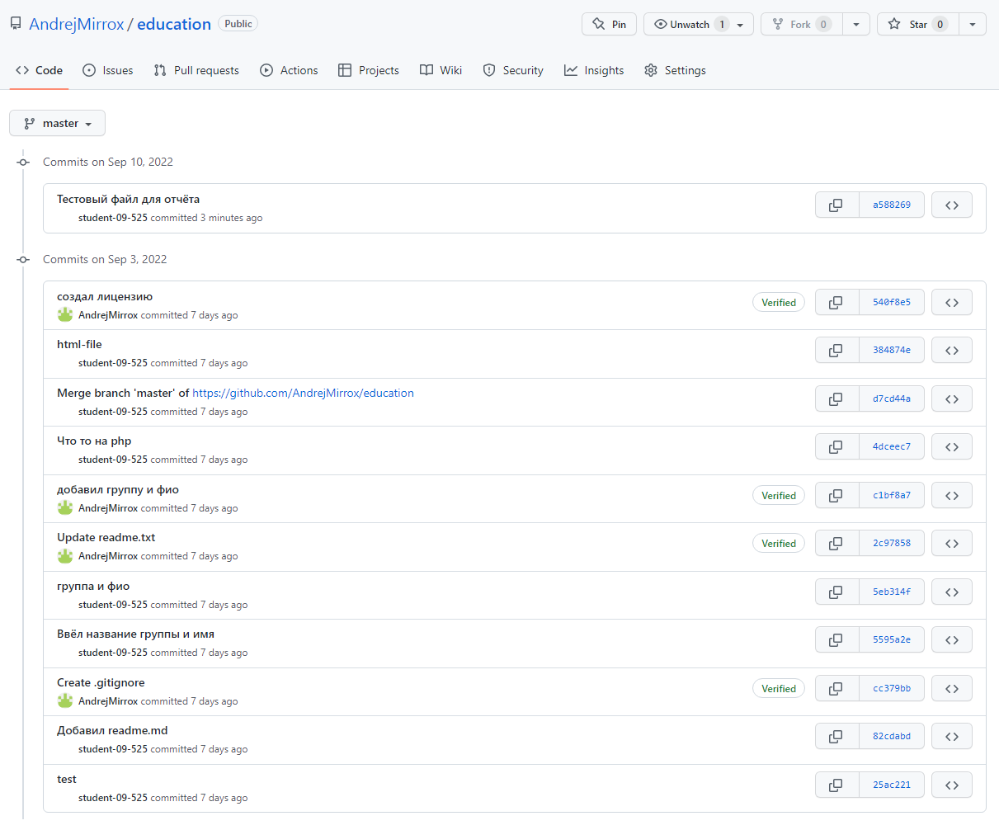 AndrejMirrox / education Public Pin Unwatch 1 Fork 0 Star 0
Code Issues Pull requests Actions Projects Wiki Security Insights Settings
master
Commits on Sep 10, 2022
Тестовый файл для отчёта
student-09-525 committed 3 minutes ago
a588269
Commits on Sep 3, 2022
создал лицензию
AndrejMirrox committed 7 days ago
Verified 540f8e5
html-file
student-09-525 committed 7 days ago
384874e
Merge branch 'master' of https://github.com/AndrejMirrox/education
student-09-525 committed 7 days ago
d7cd44a
Что то на php
student-09-525 committed 7 days ago
4dceec7
добавил группу и фио
AndrejMirrox committed 7 days ago
Verified c1bf8a7
Update readme.txt
AndrejMirrox committed 7 days ago
Verified 2c97858
группа и фио
student-09-525 committed 7 days ago
5eb314f
Ввёл название группы и имя
student-09-525 committed 7 days ago
5595a2e
Create .gitignore
AndrejMirrox committed 7 days ago
Verified cc379bb
Добавил readme.md
student-09-525 committed 7 days ago
82cdabd
test
student-09-525 committed 7 days ago
25ac221